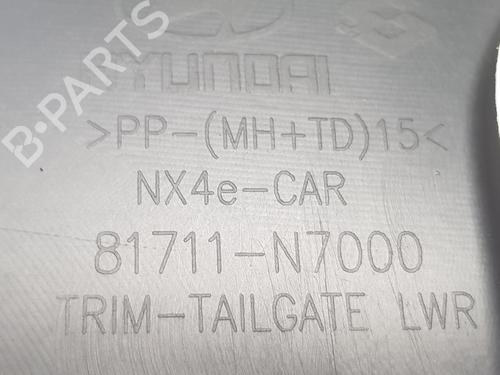 B-PARTS
HYUNDAI
>PP-(MH+TD)15<
NX4e-CAR
81711-N7000
TRIM-TAILGATE LWR